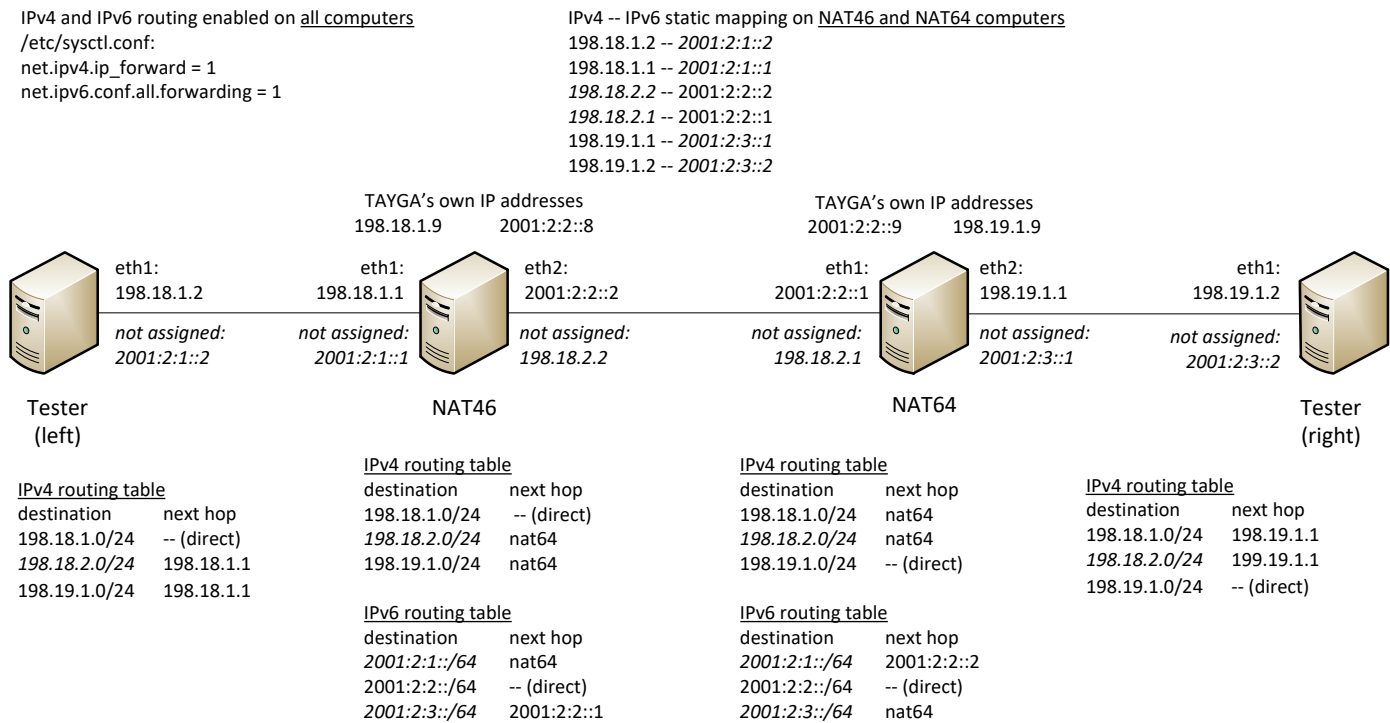 IPv4 and IPv6 routing enabled on all computers
/etc/sysctl.conf:
net.ipv4.ip_forward = 1
net.ipv6.conf.all.forwarding = 1
IPv4 -- IPv6 static mapping on NAT46 and NAT64 computers
198.18.1.2 -- 2001:2:1::2
198.18.1.1 -- 2001:2:1::1
198.18.2.2 -- 2001:2:2::2
198.18.2.1 -- 2001:2:2::1
198.19.1.1 -- 2001:2:3::1
198.19.1.2 -- 2001:2:3::2
TAYGA’s own IP addresses
198.18.1.9 2001:2:2::8
TAYGA’s own IP addresses
2001:2:2::9 198.19.1.9
eth1:
198.18.1.2
not assigned:
2001:2:1::2
eth1:
198.18.1.1
not assigned:
2001:2:1::1
eth2:
2001:2:2::2
not assigned:
198.18.2.2
eth1:
2001:2:2::1
not assigned:
198.18.2.1
eth2:
198.19.1.1
not assigned:
2001:2:3::1
eth1:
198.19.1.2
not assigned:
2001:2:3::2
Tester
(left)
NAT46
NAT64
Tester
(right)
IPv4 routing table
destination next hop
198.18.1.0/24 -- (direct)
198.18.2.0/24 198.18.1.1
198.19.1.0/24 198.18.1.1
IPv4 routing table
destination next hop
198.18.1.0/24 -- (direct)
198.18.2.0/24 nat64
198.19.1.0/24 nat64
IPv6 routing table
destination next hop
2001:2:1::/64 nat64
2001:2:2::/64 -- (direct)
2001:2:3::/64 2001:2:2::1
IPv4 routing table
destination next hop
198.18.1.0/24 nat64
198.18.2.0/24 nat64
198.19.1.0/24 -- (direct)
IPv6 routing table
destination next hop
2001:2:1::/64 2001:2:2::2
2001:2:2::/64 -- (direct)
2001:2:3::/64 nat64
IPv4 routing table
destination next hop
198.18.1.0/24 198.19.1.1
198.18.2.0/24 199.19.1.1
198.19.1.0/24 -- (direct)